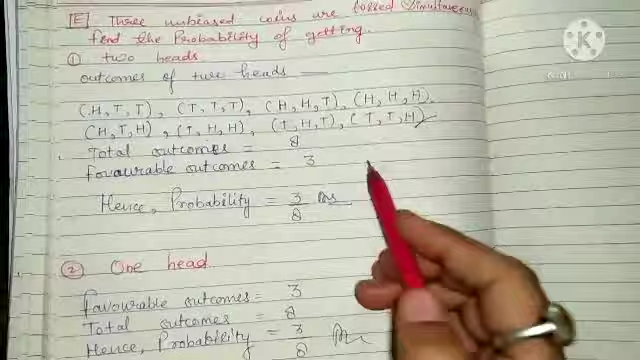 [E] Three unbiased coins are tossed simultaneous
find the Probability of getting.
① two heads
outcomes of two heads —
(H, T, T), (T, T, T), (H, H, T), (H, H, H).
(H, T, H), (T, H, H), (T, H, T), (T, T, H)
Total outcomes = 8
favourable outcomes = 3
Hence, Probability = 3/8 Ans
② One head
favourable outcomes = 3
Total outcomes = 8
Hence, Probability = 3/8 Ans
K